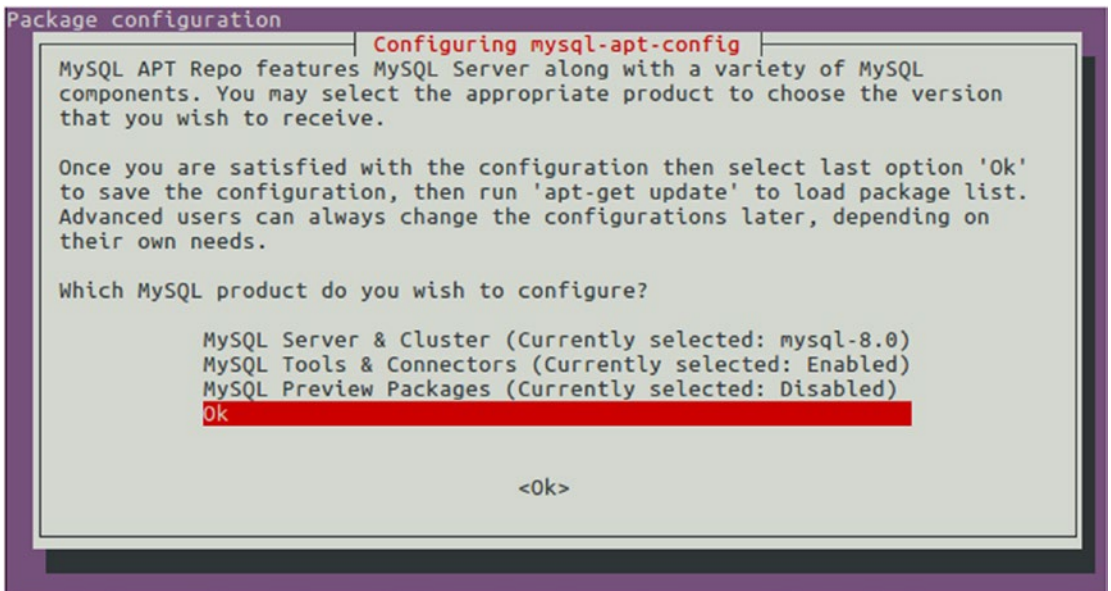 Package configuration
Configuring mysql-apt-config
MySQL APT Repo features MySQL Server along with a variety of MySQL
components. You may select the appropriate product to choose the version
that you wish to receive.
Once you are satisfied with the configuration then select last option 'Ok'
to save the configuration, then run 'apt-get update' to load package list.
Advanced users can always change the configurations later, depending on
their own needs.
Which MySQL product do you wish to configure?
MySQL Server & Cluster (Currently selected: mysql-8.0)
MySQL Tools & Connectors (Currently selected: Enabled)
MySQL Preview Packages (Currently selected: Disabled)
Ok
<Ok>